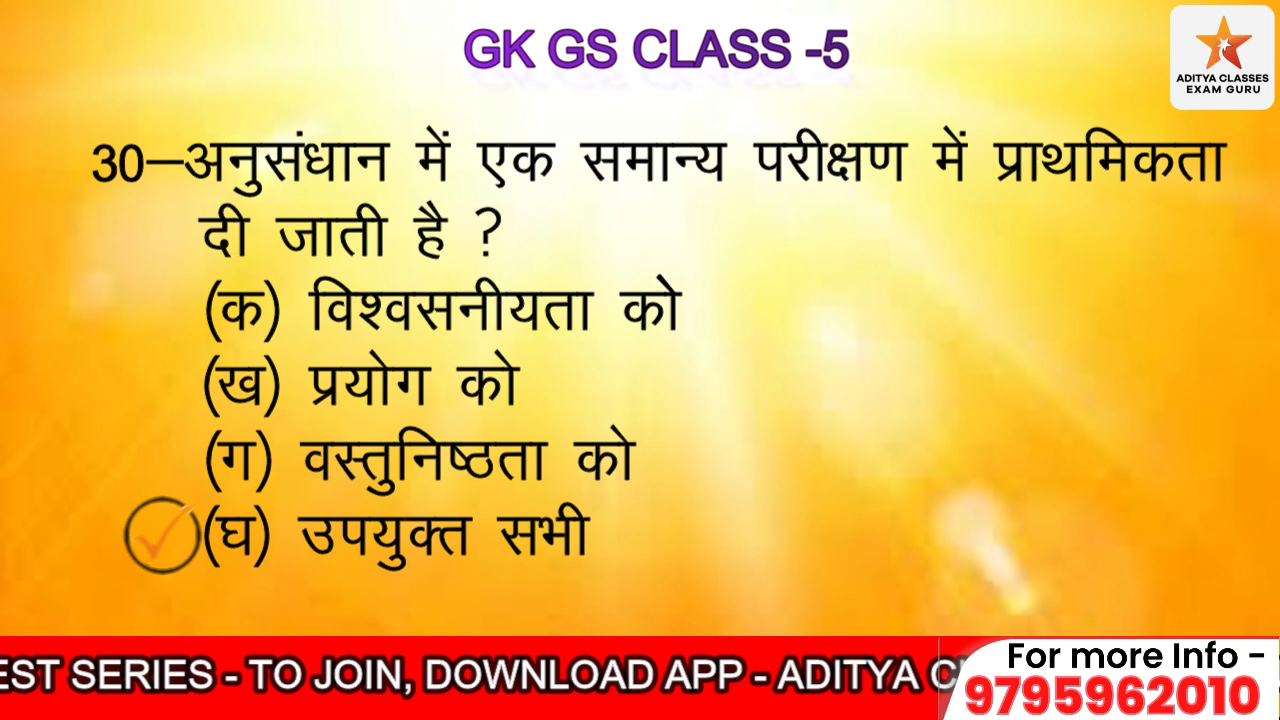 GK GS CLASS -5
ADITYA CLASSES
EXAM GURU
30–अनुसंधान में एक समान्य परीक्षण में प्राथमिकता
दी जाती है ?
(क) विश्वसनीयता को
(ख) प्रयोग को
(ग) वस्तुनिष्ठता को
(घ) उपयुक्त सभी
EST SERIES - TO JOIN, DOWNLOAD APP - ADITYA C
For more Info -
9795962010